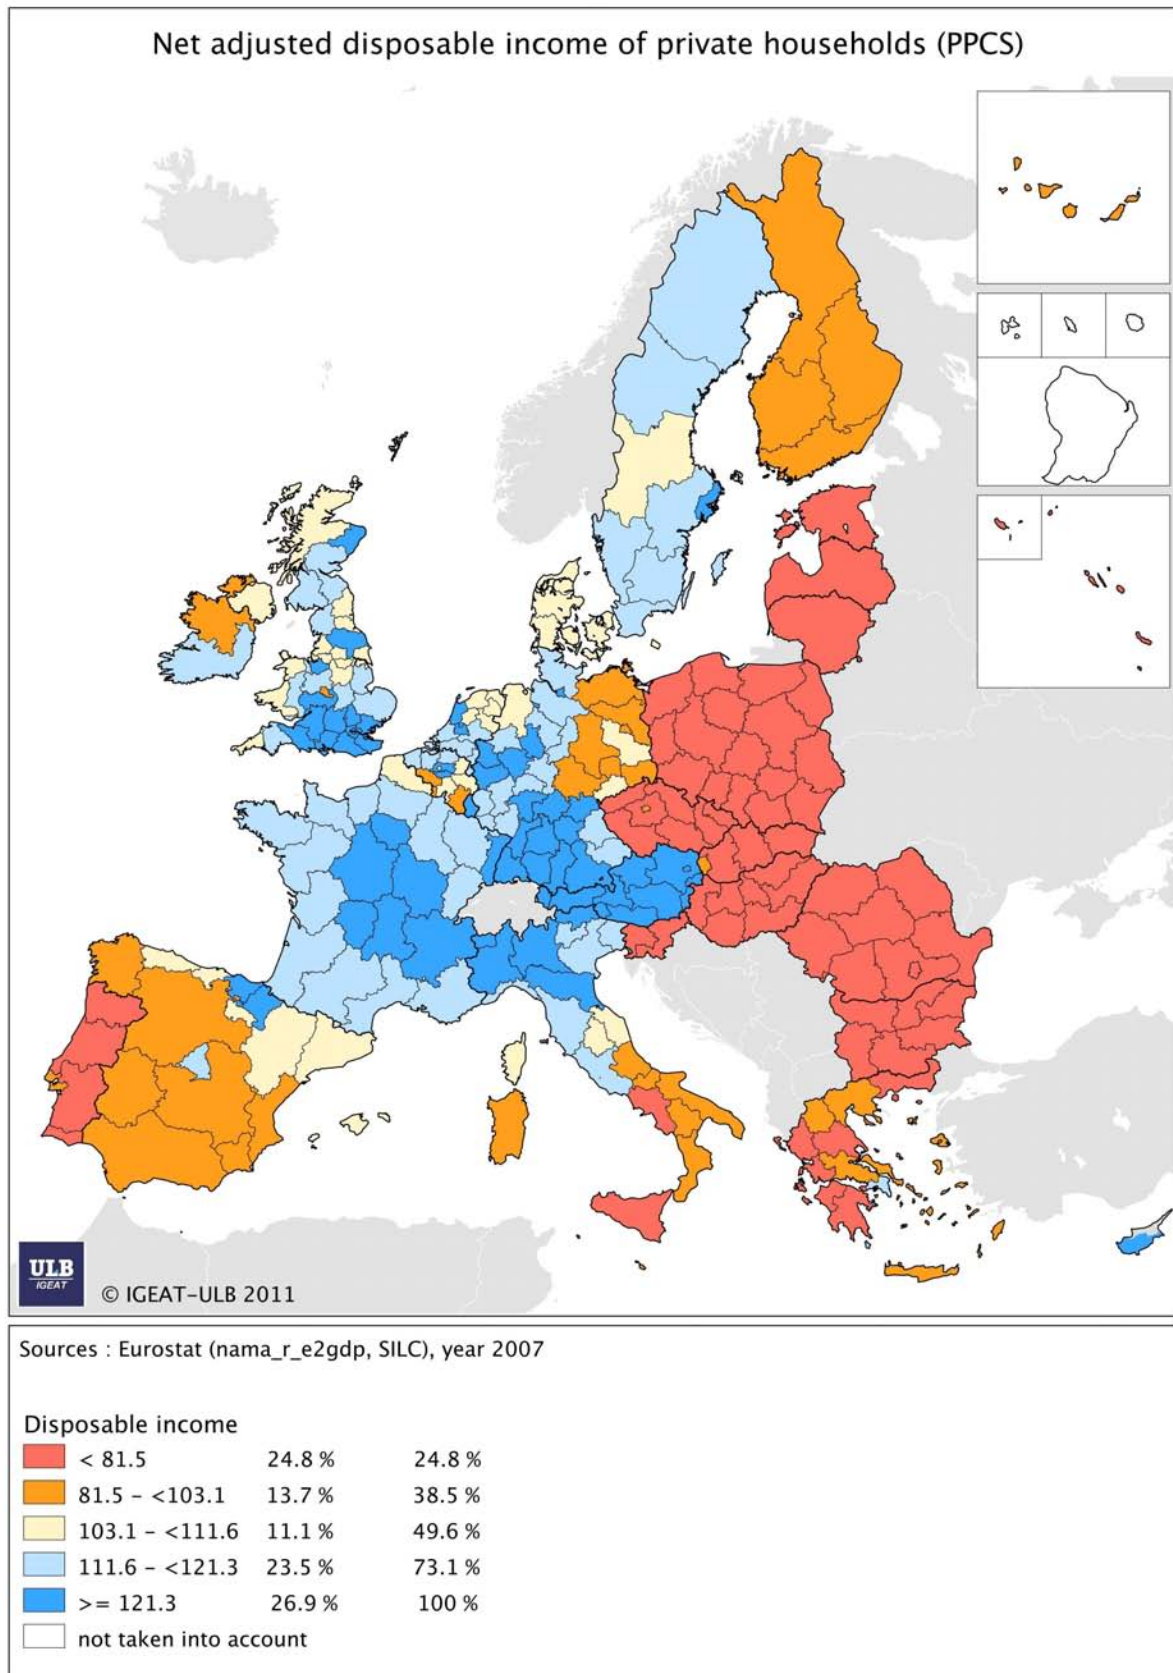 Net adjusted disposable income of private households (PPCS)
ULB
IGEAT
© IGEAT-ULB 2011
Sources : Eurostat (nama_r_e2gdp, SILC), year 2007
Disposable income
< 81.5 24.8 % 24.8 %
81.5 - <103.1 13.7 % 38.5 %
103.1 - <111.6 11.1 % 49.6 %
111.6 - <121.3 23.5 % 73.1 %
>= 121.3 26.9 % 100 %
not taken into account